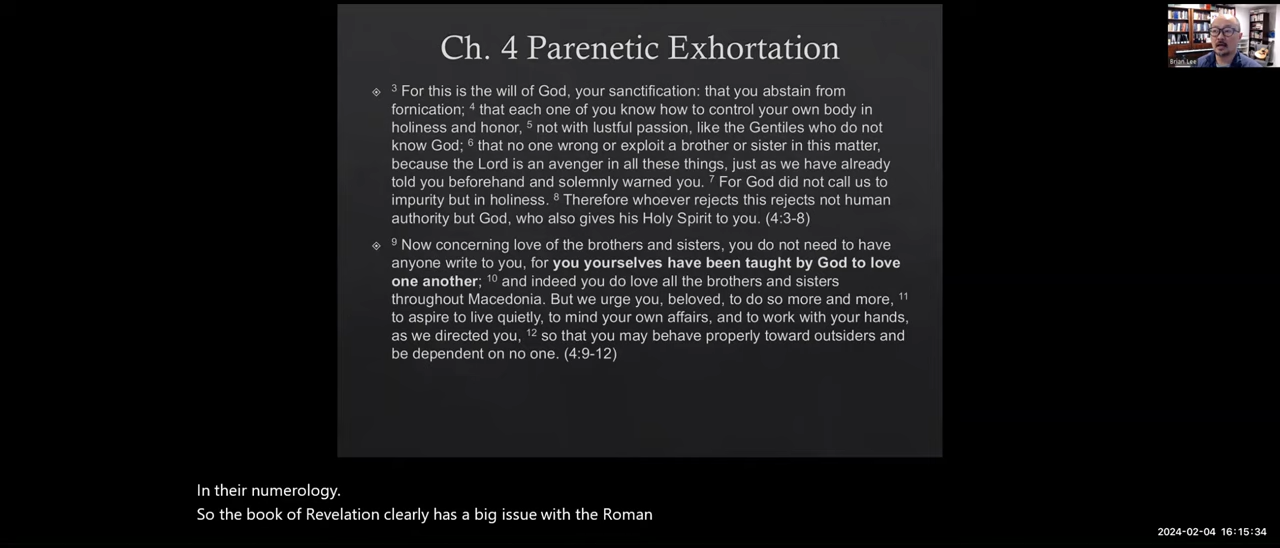 Ch. 4 Parenetic Exhortation
3 For this is the will of God, your sanctification: that you abstain from
fornication; 4 that each one of you know how to control your own body in
holiness and honor, 5 not with lustful passion, like the Gentiles who do not
know God; 6 that no one wrong or exploit a brother or sister in this matter,
because the Lord is an avenger in all these things, just as we have already
told you beforehand and solemnly warned you. 7 For God did not call us to
impurity but in holiness. 8 Therefore whoever rejects this rejects not human
authority but God, who also gives his Holy Spirit to you. (4:3-8)
9 Now concerning love of the brothers and sisters, you do not need to have
anyone write to you, for you yourselves have been taught by God to love
one another; 10 and indeed you do love all the brothers and sisters
throughout Macedonia. But we urge you, beloved, to do so more and more, 11
to aspire to live quietly, to mind your own affairs, and to work with your hands,
as we directed you, 12 so that you may behave properly toward outsiders and
be dependent on no one. (4:9-12)
Brian Lee
In their numerology.
So the book of Revelation clearly has a big issue with the Roman
2024-02-04 16:15:34